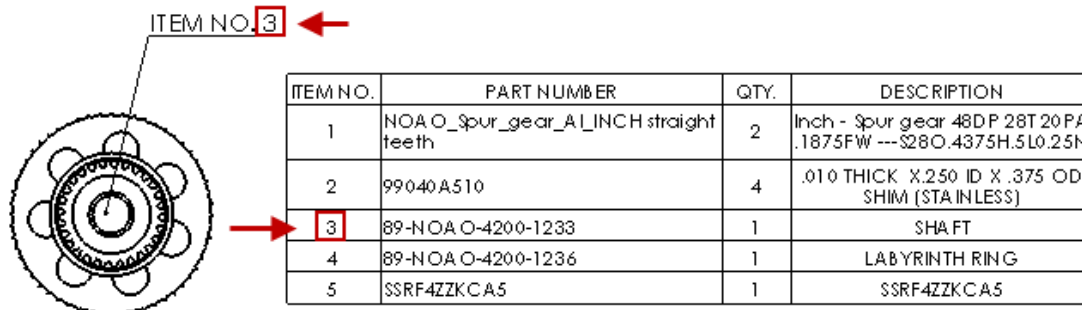 ITEM NO. 3
ITEM NO. PART NUMBER QTY. DESCRIPTION
1 NOAO_Spur_gear_AI_INCH straight teeth 2 Inch - Spur gear 48DP 28T 20PA .1875FW ---S28O.4375H.5L0.25N
2 99040A510 4 .010 THICK X.250 ID X .375 OD SHIM (STAINLESS)
3 89-NOAO-4200-1233 1 SHAFT
4 89-NOAO-4200-1236 1 LABYRINTH RING
5 SSRF4ZZKCA5 1 SSRF4ZZKCA5